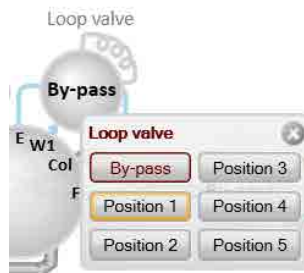 Loop valve
By-pass
E
W1
Col
F
Loop valve
By-pass
Position 3
Position 1
Position 4
Position 2
Position 5